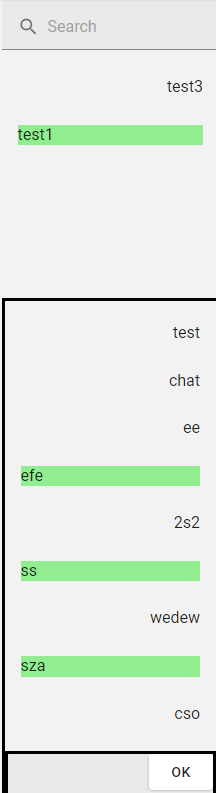 Search
test3
test1
test
chat
ee
efe
2s2
ss
wedew
sza
cso
OK